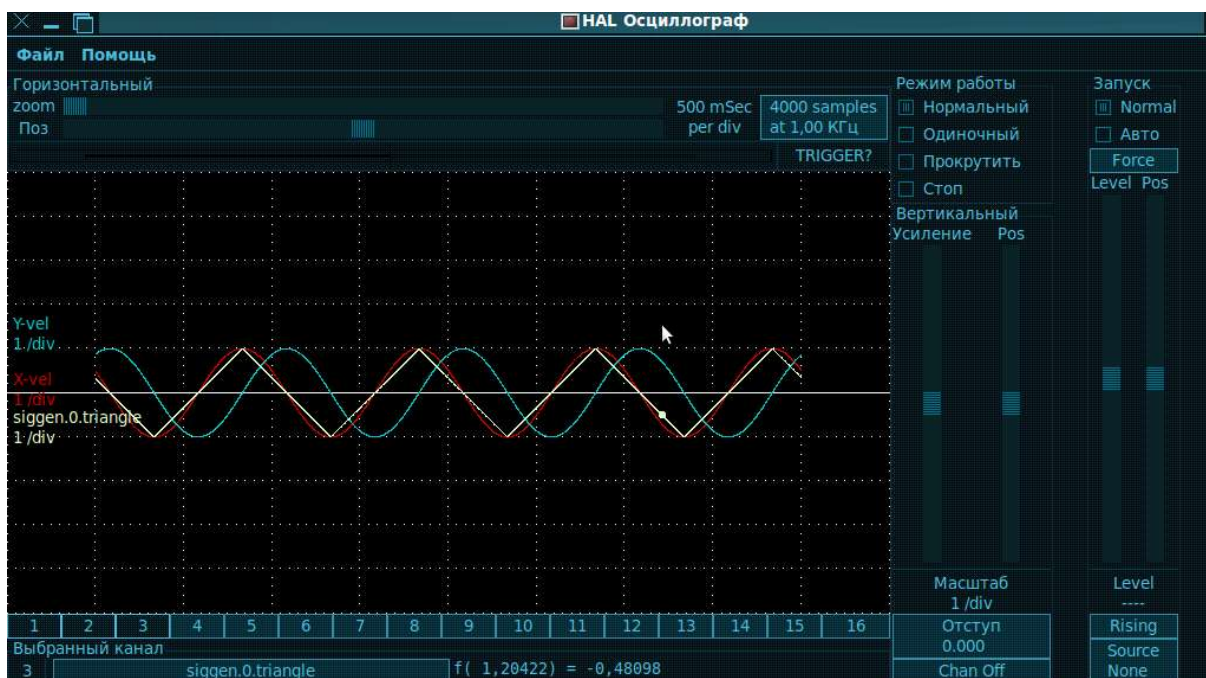 HAL Осциллограф
Файл Помощь
Горизонтальный
zoom
Поз
500 mSec
per div
4000 samples
at 1,00 КГц
TRIGGER?
Режим работы
Нормальный
Одиночный
Прокрутить
Стоп
Запуск
Normal
Авто
Force
Level Pos
Вертикальный
Усиление Pos
Y-vel
1./div
X-vel
1 /div
siggen.0.triangle
1 /div
Масштаб
1 /div
Level
----
1 2 3 4 5 6 7 8 9 10 11 12 13 14 15 16
Отступ
0.000
Rising
Выбранный канал
3 siggen.0.triangle f( 1,20422) = -0,48098
Chan Off
Source
None